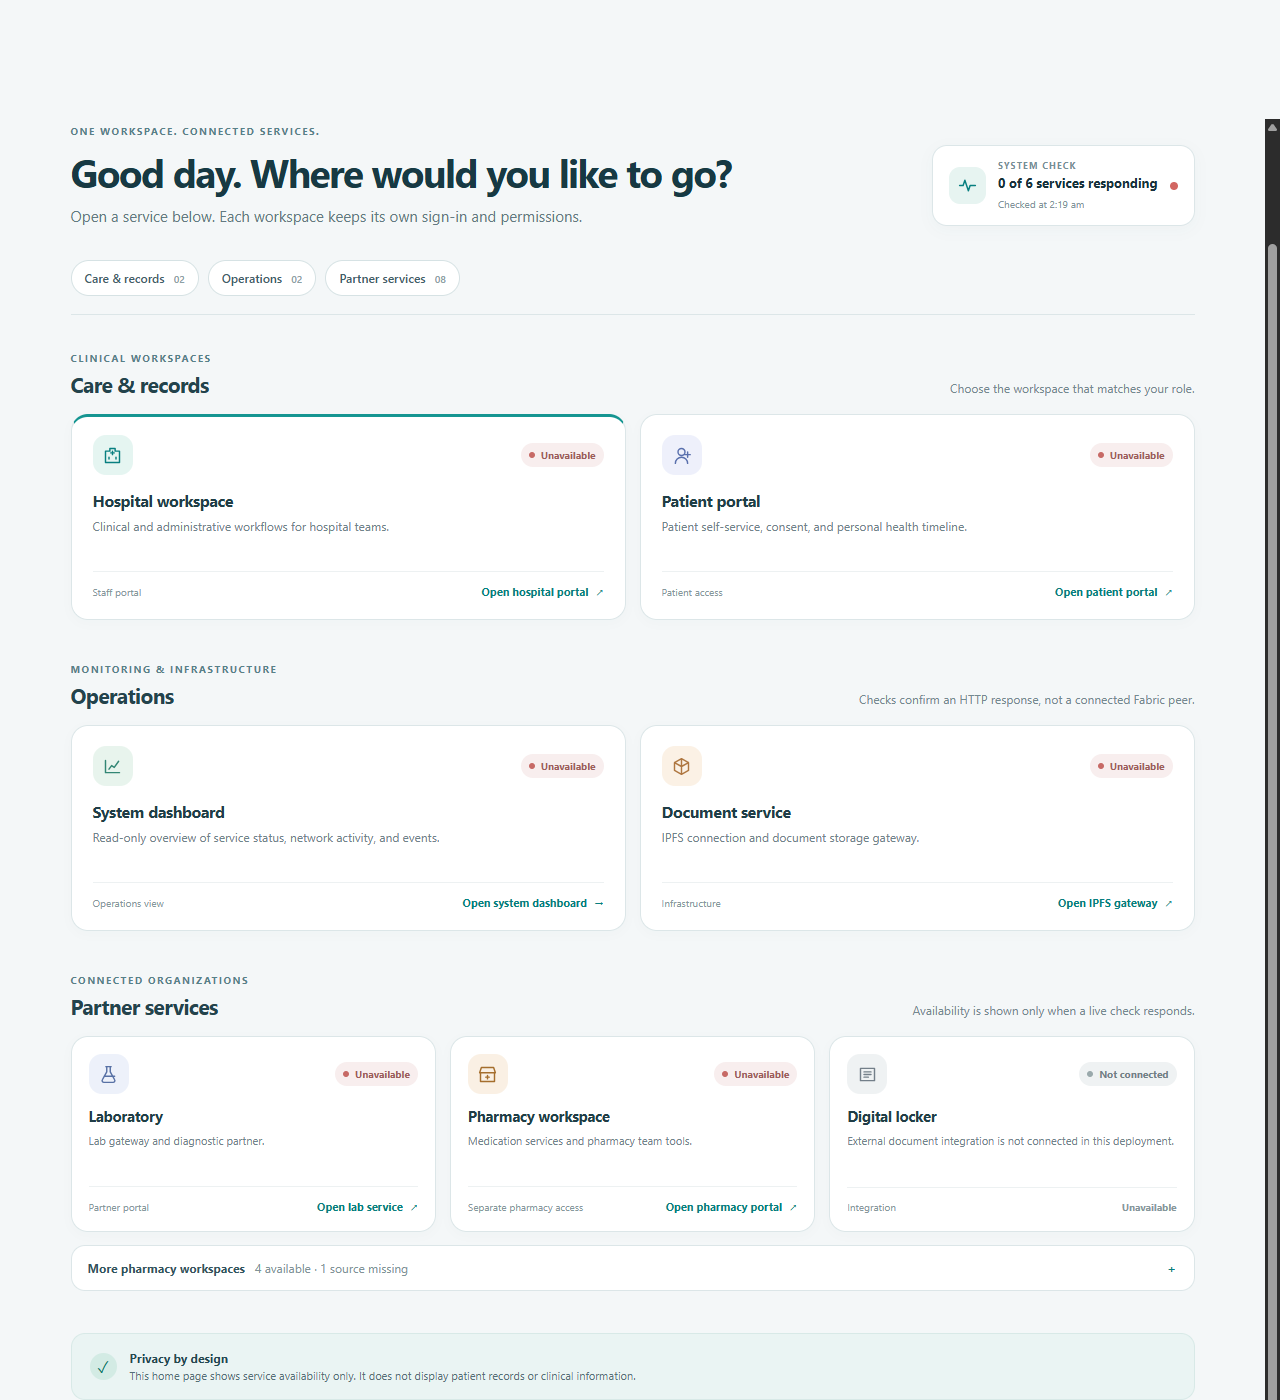 ONE WORKSPACE. CONNECTED SERVICES.
Good day. Where would you like to go?
Open a service below. Each workspace keeps its own sign-in and permissions.
SYSTEM CHECK
0 of 6 services responding
Checked at 2:19 am
Care & records 02
Operations 02
Partner services 08
CLINICAL WORKSPACES
Care & records
Choose the workspace that matches your role.
Unavailable
Hospital workspace
Clinical and administrative workflows for hospital teams.
Staff portal
Open hospital portal ↗
Unavailable
Patient portal
Patient self-service, consent, and personal health timeline.
Patient access
Open patient portal ↗
MONITORING & INFRASTRUCTURE
Operations
Checks confirm an HTTP response, not a connected Fabric peer.
Unavailable
System dashboard
Read-only overview of service status, network activity, and events.
Operations view
Open system dashboard →
Unavailable
Document service
IPFS connection and document storage gateway.
Infrastructure
Open IPFS gateway ↗
CONNECTED ORGANIZATIONS
Partner services
Availability is shown only when a live check responds.
Unavailable
Laboratory
Lab gateway and diagnostic partner.
Partner portal
Open lab service ↗
Unavailable
Pharmacy workspace
Medication services and pharmacy team tools.
Separate pharmacy access
Open pharmacy portal ↗
Not connected
Digital locker
External document integration is not connected in this deployment.
Integration
Unavailable
More pharmacy workspaces 4 available · 1 source missing +
Privacy by design
This home page shows service availability only. It does not display patient records or clinical information.